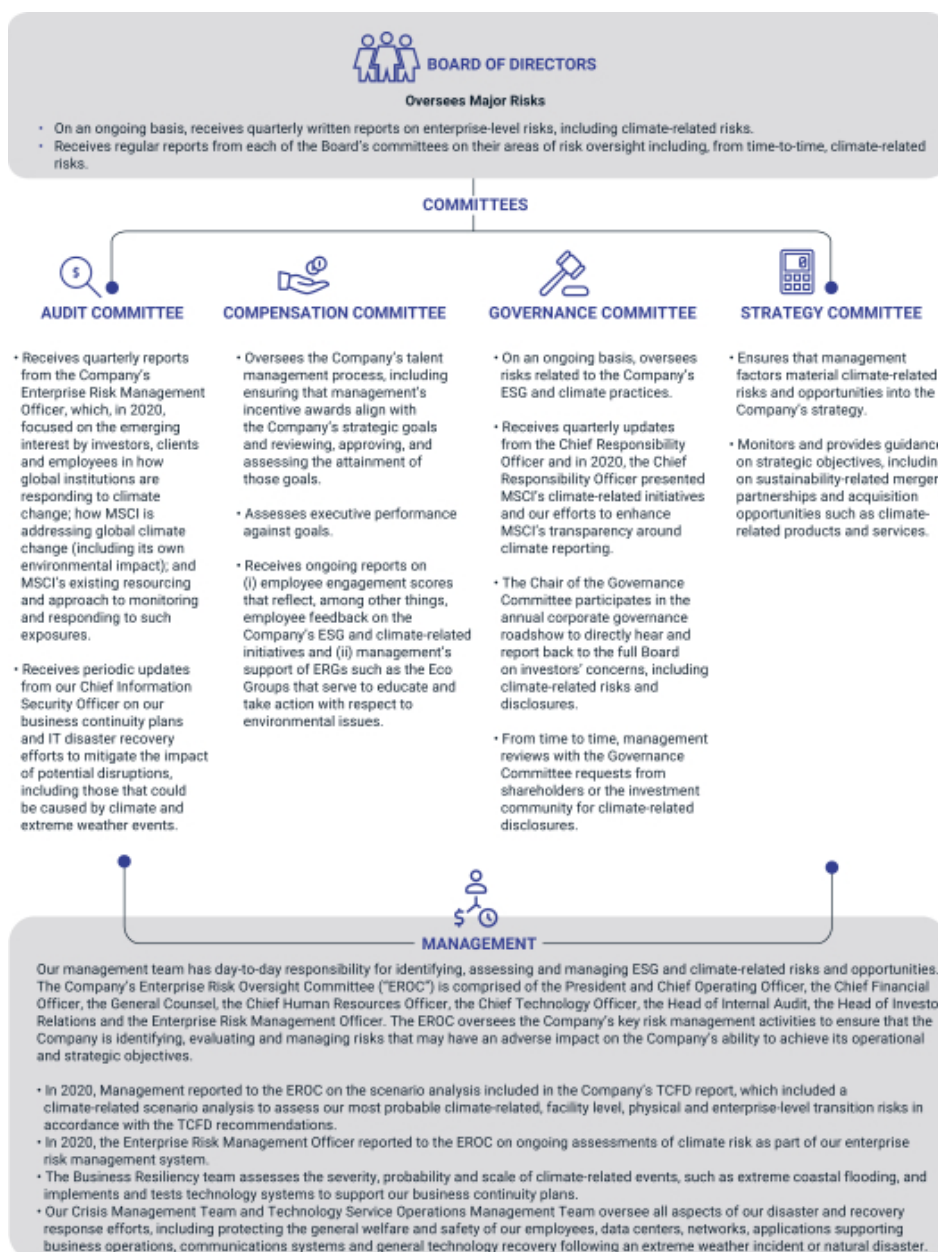 BOARD OF DIRECTORS
Oversees Major Risks
• On an ongoing basis, receives quarterly written reports on enterprise-level risks, including climate-related risks.
• Receives regular reports from each of the Board's committees on their areas of risk oversight including, from time-to-time, climate-related
risks.
COMMITTEES
$
AUDIT COMMITTEE
• Receives quarterly reports
from the Company's
Enterprise Risk Management
Officer, which, in 2020,
focused on the emerging
interest by investors, clients
and employees in how
global institutions are
responding to climate
change; how MSCI is
addressing global climate
change (including its own
environmental impact); and
MSCI's existing resourcing
and approach to monitoring
and responding to such
exposures.
• Receives periodic updates
from our Chief Information
Security Officer on our
business continuity plans
and IT disaster recovery
efforts to mitigate the impact
of potential disruptions,
including those that could
be caused by climate and
extreme weather events.
COMPENSATION COMMITTEE
• Oversees the Company's talent
management process, including
ensuring that management's
incentive awards align with
the Company's strategic goals
and reviewing, approving, and
assessing the attainment of
those goals.
• Assesses executive performance
against goals.
• Receives ongoing reports on
(i) employee engagement scores
that reflect, among other things,
employee feedback on the
Company's ESG and climate-related
initiatives and (ii) management's
support of ERGs such as the Eco
Groups that serve to educate and
take action with respect to
environmental issues.
GOVERNANCE COMMITTEE
• On an ongoing basis, oversees
risks related to the Company's
ESG and climate practices.
• Receives quarterly updates
from the Chief Responsibility
Officer and in 2020, the Chief
Responsibility Officer presented
MSCI's climate-related initiatives
and our efforts to enhance
MSCI's transparency around
climate reporting.
• The Chair of the Governance
Committee participates in the
annual corporate governance
roadshow to directly hear and
report back to the full Board
on investors' concerns, including
climate-related risks and
disclosures.
• From time to time, management
reviews with the Governance
Committee requests from
shareholders or the investment
community for climate-related
disclosures.
0
STRATEGY COMMITTEE
• Ensures that management
factors material climate-related
risks and opportunities into the
Company's strategy.
• Monitors and provides guidance
on strategic objectives, includin
on sustainability-related merger
partnerships and acquisition
opportunities such as climate-
related products and services.
$
MANAGEMENT
Our management team has day-to-day responsibility for identifying, assessing and managing ESG and climate-related risks and opportunities.
The Company's Enterprise Risk Oversight Committee ("EROC") is comprised of the President and Chief Operating Officer, the Chief Financial
Officer, the General Counsel, the Chief Human Resources Officer, the Chief Technology Officer, the Head of Internal Audit, the Head of Investo
Relations and the Enterprise Risk Management Officer. The EROC oversees the Company's key risk management activities to ensure that the
Company is identifying, evaluating and managing risks that may have an adverse impact on the Company's ability to achieve its operational
and strategic objectives.
• In 2020, Management reported to the EROC on the scenario analysis included in the Company's TCFD report, which included a
climate-related scenario analysis to assess our most probable climate-related, facility level, physical and enterprise-level transition risks in
accordance with the TCFD recommendations.
• In 2020, the Enterprise Risk Management Officer reported to the EROC on ongoing assessments of climate risk as part of our enterprise
risk management system.
• The Business Resiliency team assesses the severity, probability and scale of climate-related events, such as extreme coastal flooding, and
implements and tests technology systems to support our business continuity plans.
• Our Crisis Management Team and Technology Service Operations Management Team oversee all aspects of our disaster and recovery
response efforts, including protecting the general welfare and safety of our employees, data centers, networks, applications supporting
business operations, communications systems and general technology recovery following an extreme weather incident or natural disaster.